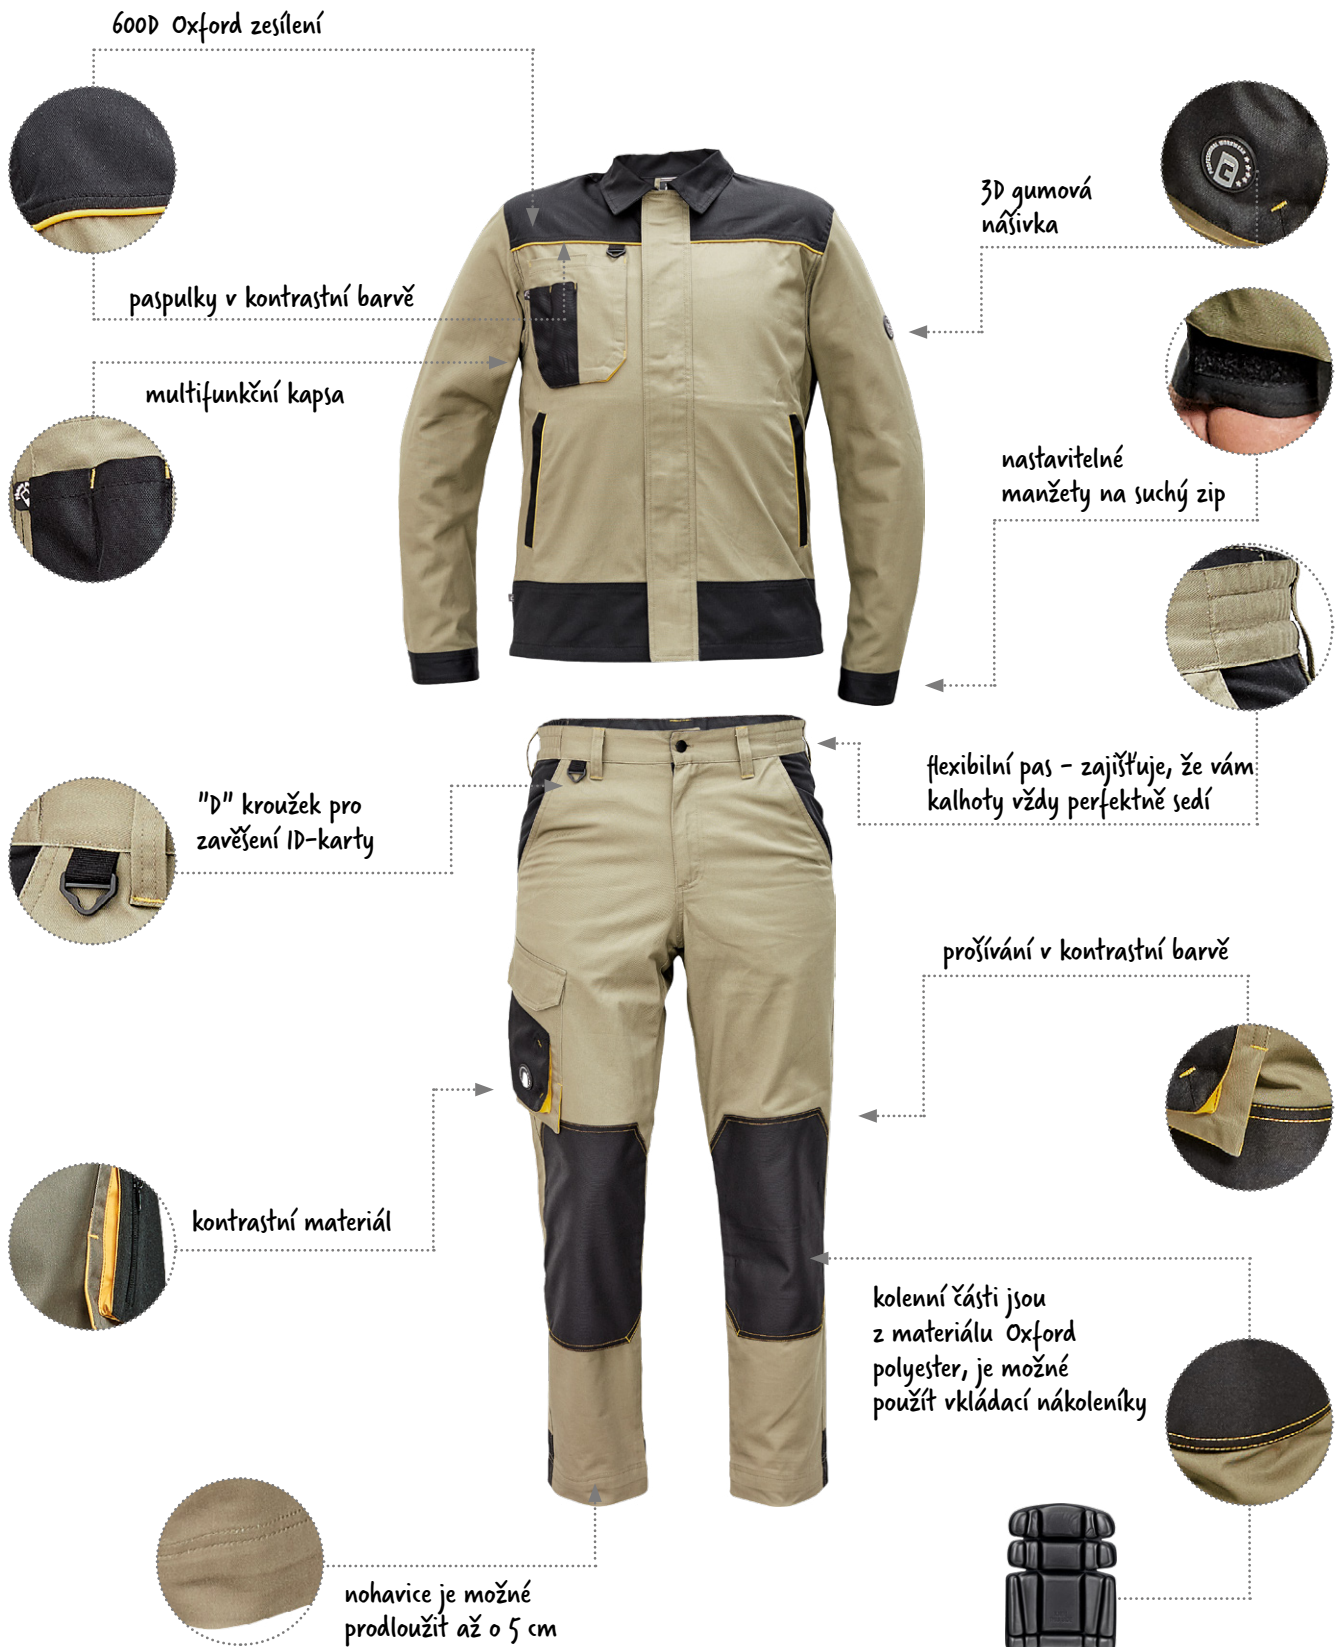 600D Oxford zesílení
3D gumová
nášivka
paspulky v kontrastní barvě
multifunkční kapsa
nastavitelné
manžety na suchý zip
flexibilní pas - zajišťuje, že vám
kalhoty vždy perfektně sedí
"D" kroužek pro
zavěšení ID-karty
prošívání v kontrastní barvě
kontrastní materiál
kolenní části jsou
z materiálu Oxford
polyester, je možné
použít vkládací nákoleníky
nohavice je možné
prodloužit až o 5 cm
PROFESSIONAL WORKWEAR